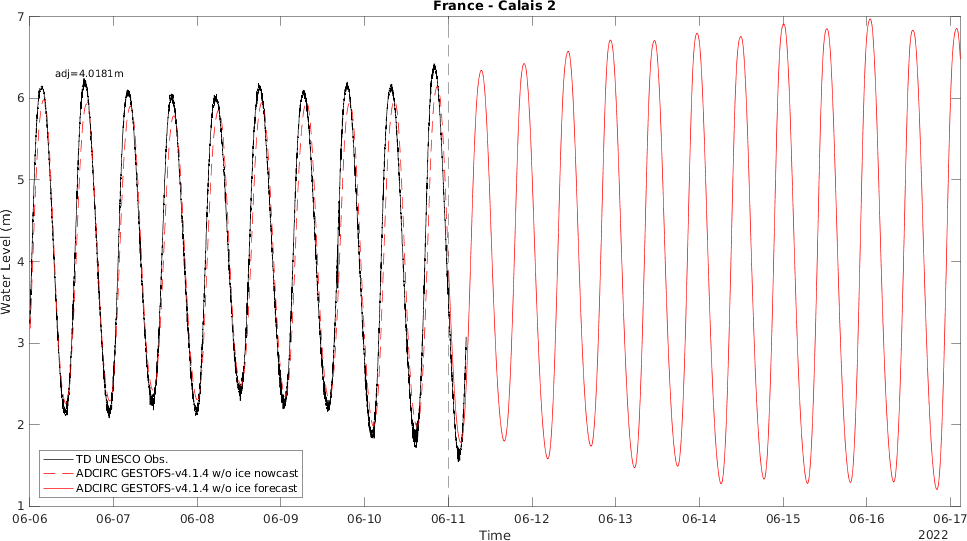 France - Calais 2
7
adj=4.0181m
6
5
4
3
2
1
Water Level (m)
TD UNESCO Obs.
ADCIRC GESTOFS-v4.1.4 w/o ice nowcast
ADCIRC GESTOFS-v4.1.4 w/o ice forecast
06-06 06-07 06-08 06-09 06-10 06-11 06-12 06-13 06-14 06-15 06-16 06-17
Time
2022